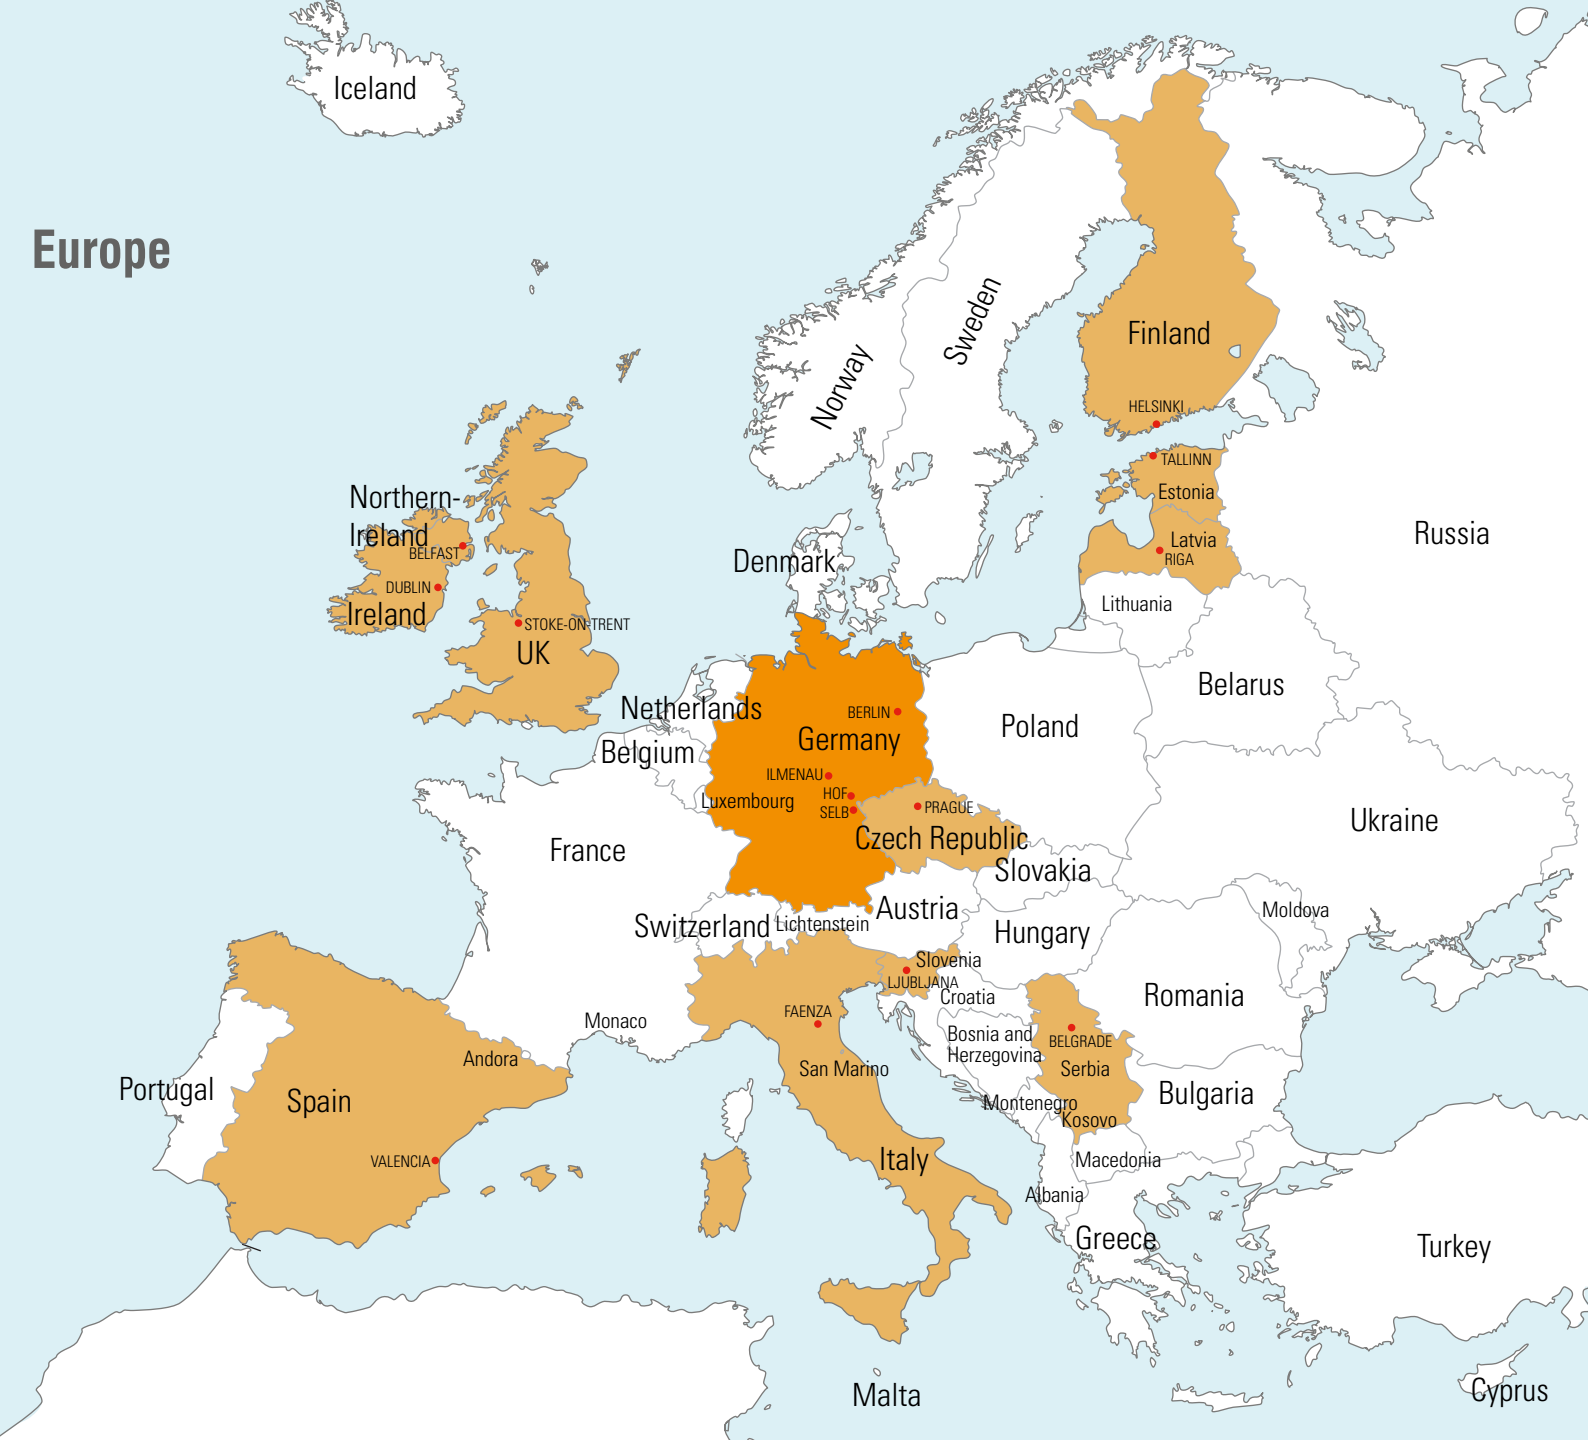 Iceland
Europe
Finland
Sweden
Norway
HELSINKI
TALLINN
Estonia
Northern-
Ireland
BELFAST
Latvia
RIGA
Russia
Denmark
DUBLIN
Ireland
Lithuania
STOKE-ON-TRENT
UK
Belarus
Netherlands
BERLIN
Poland
Germany
Belgium
ILMENAU
HOF
Luxembourg
SELB
PRAGUE
Czech Republic
Ukraine
France
Slovakia
Austria
Moldova
Switzerland
Lichtenstein
Hungary
Slovenia
LJUBLJANA
Croatia
Romania
FAENZA
Monaco
Bosnia and
Herzegovina
BELGRADE
Andora
San Marino
Serbia
Portugal
Spain
Montenegro
Bulgaria
Kosovo
VALENCIA
Italy
Macedonia
Albania
Greece
Turkey
Malta
Cyprus